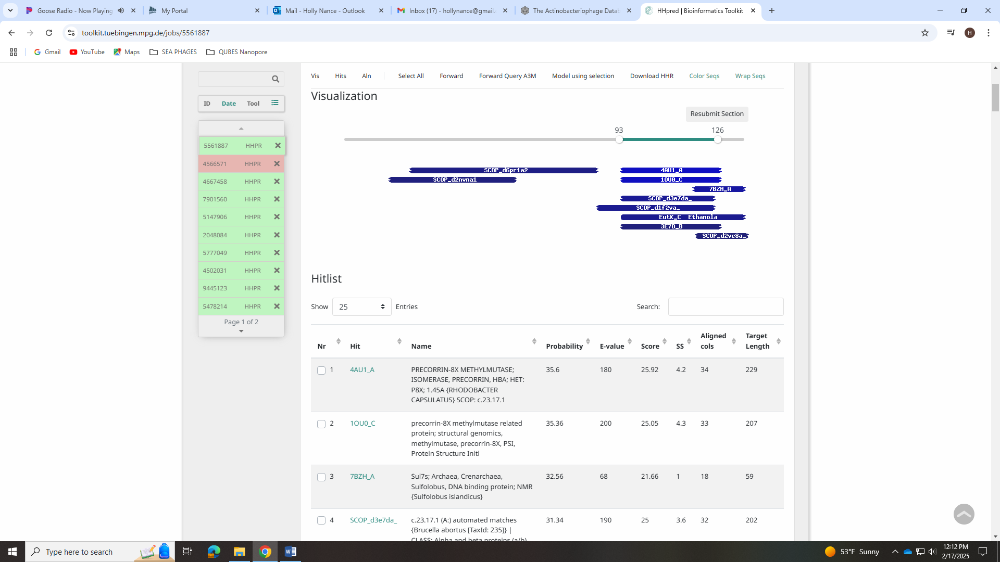 Goose Radio - Now Playing
My Portal
Mail - Holly Nance - Outlook
Inbox (17) - hollynance@gmail.
The Actinobacteriophage Datab
HHpred | Bioinformatics Toolkit
toolkit.tuebingen.mpg.de/jobs/5561887
H
Gmail
YouTube
Maps
SEA PHAGES
QUBES Nanopore
Vis Hits Aln Select All Forward Forward Query A3M Model using selection Download HHR Color Seqs Wrap Seqs
ID Date Tool
5561887 HHPR
4566571 HHPR
4667458 HHPR
7901560 HHPR
5147906 HHPR
2048084 HHPR
5777049 HHPR
4502031 HHPR
9445123 HHPR
5478214 HHPR
Page 1 of 2
Visualization
Resubmit Section
93 126
SCOP_d6pr1a2 4AU1_A
SCOP_d2nvna1 1OU0_C
7BZH_A
SCOP_d3e7da_
SCOP_d1f2va_
EutK_C Ethanola
3E7D_B
SCOP_d2ve8a_
Hitlist
Show 25 Entries
Search:
Nr Hit Name Probability E-value Score SS Aligned cols Target Length
1 4AU1_A PRECORRIN-8X METHYLMUTASE; 35.6 180 25.92 4.2 34 229
ISOMERASE, PRECORRIN, HBA; HET:
P8X; 1.45A {RHODOBACTER
CAPSULATUS} SCOP: c.23.17.1
2 1OU0_C precorrin-8X methylmutase related 35.36 200 25.05 4.3 33 207
protein; structural genomics,
methylmutase, precorrin-8X, PSI,
Protein Structure Initi
3 7BZH_A Sul7s; Archaea, Crenarchaea, 32.56 68 21.66 1 18 59
Sulfolobus, DNA binding protein; NMR
{Sulfolobus islandicus}
4 SCOP_d3e7da_ c.23.17.1 (A:) automated matches 31.34 190 25 3.6 32 202
{Brucella abortus [TaxId: 235]} |
CLASS: Alpha and beta proteins (a/b)
Type here to search
53°F Sunny
12:12 PM
2/17/2025